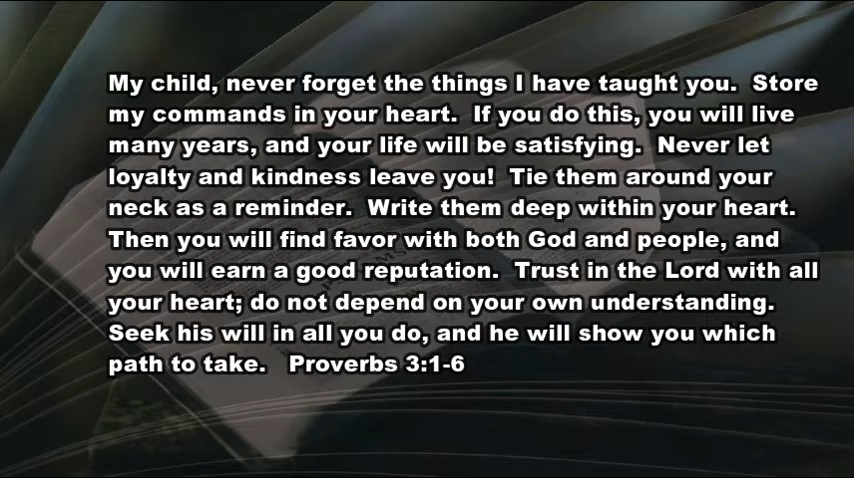 My child, never forget the things I have taught you. Store
my commands in your heart. If you do this, you will live
many years, and your life will be satisfying. Never let
loyalty and kindness leave you! Tie them around your
neck as a reminder. Write them deep within your heart.
Then you will find favor with both God and people, and
you will earn a good reputation. Trust in the Lord with all
your heart; do not depend on your own understanding.
Seek his will in all you do, and he will show you which
path to take. Proverbs 3:1-6